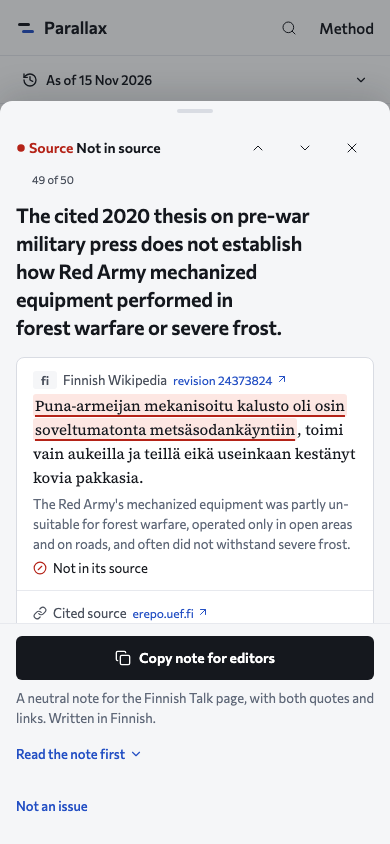 Parallax
Method
As of 15 Nov 2026
Source Not in source
49 of 50
The cited 2020 thesis on pre-war
military press does not establish
how Red Army mechanized
equipment performed in
forest warfare or severe frost.
fi Finnish Wikipedia revision 24373824
Puna-armeijan mekanisoitu kalusto oli osin
soveltumatonta metsäsodankäyntiin, toimi
vain aukeilla ja teillä eikä useinkaan kestänyt
kovia pakkasia.
The Red Army's mechanized equipment was partly un-
suitable for forest warfare, operated only in open areas
and on roads, and often did not withstand severe frost.
Not in its source
Cited source erepo.uef.fi
Copy note for editors
A neutral note for the Finnish Talk page, with both quotes and
links. Written in Finnish.
Read the note first
Not an issue